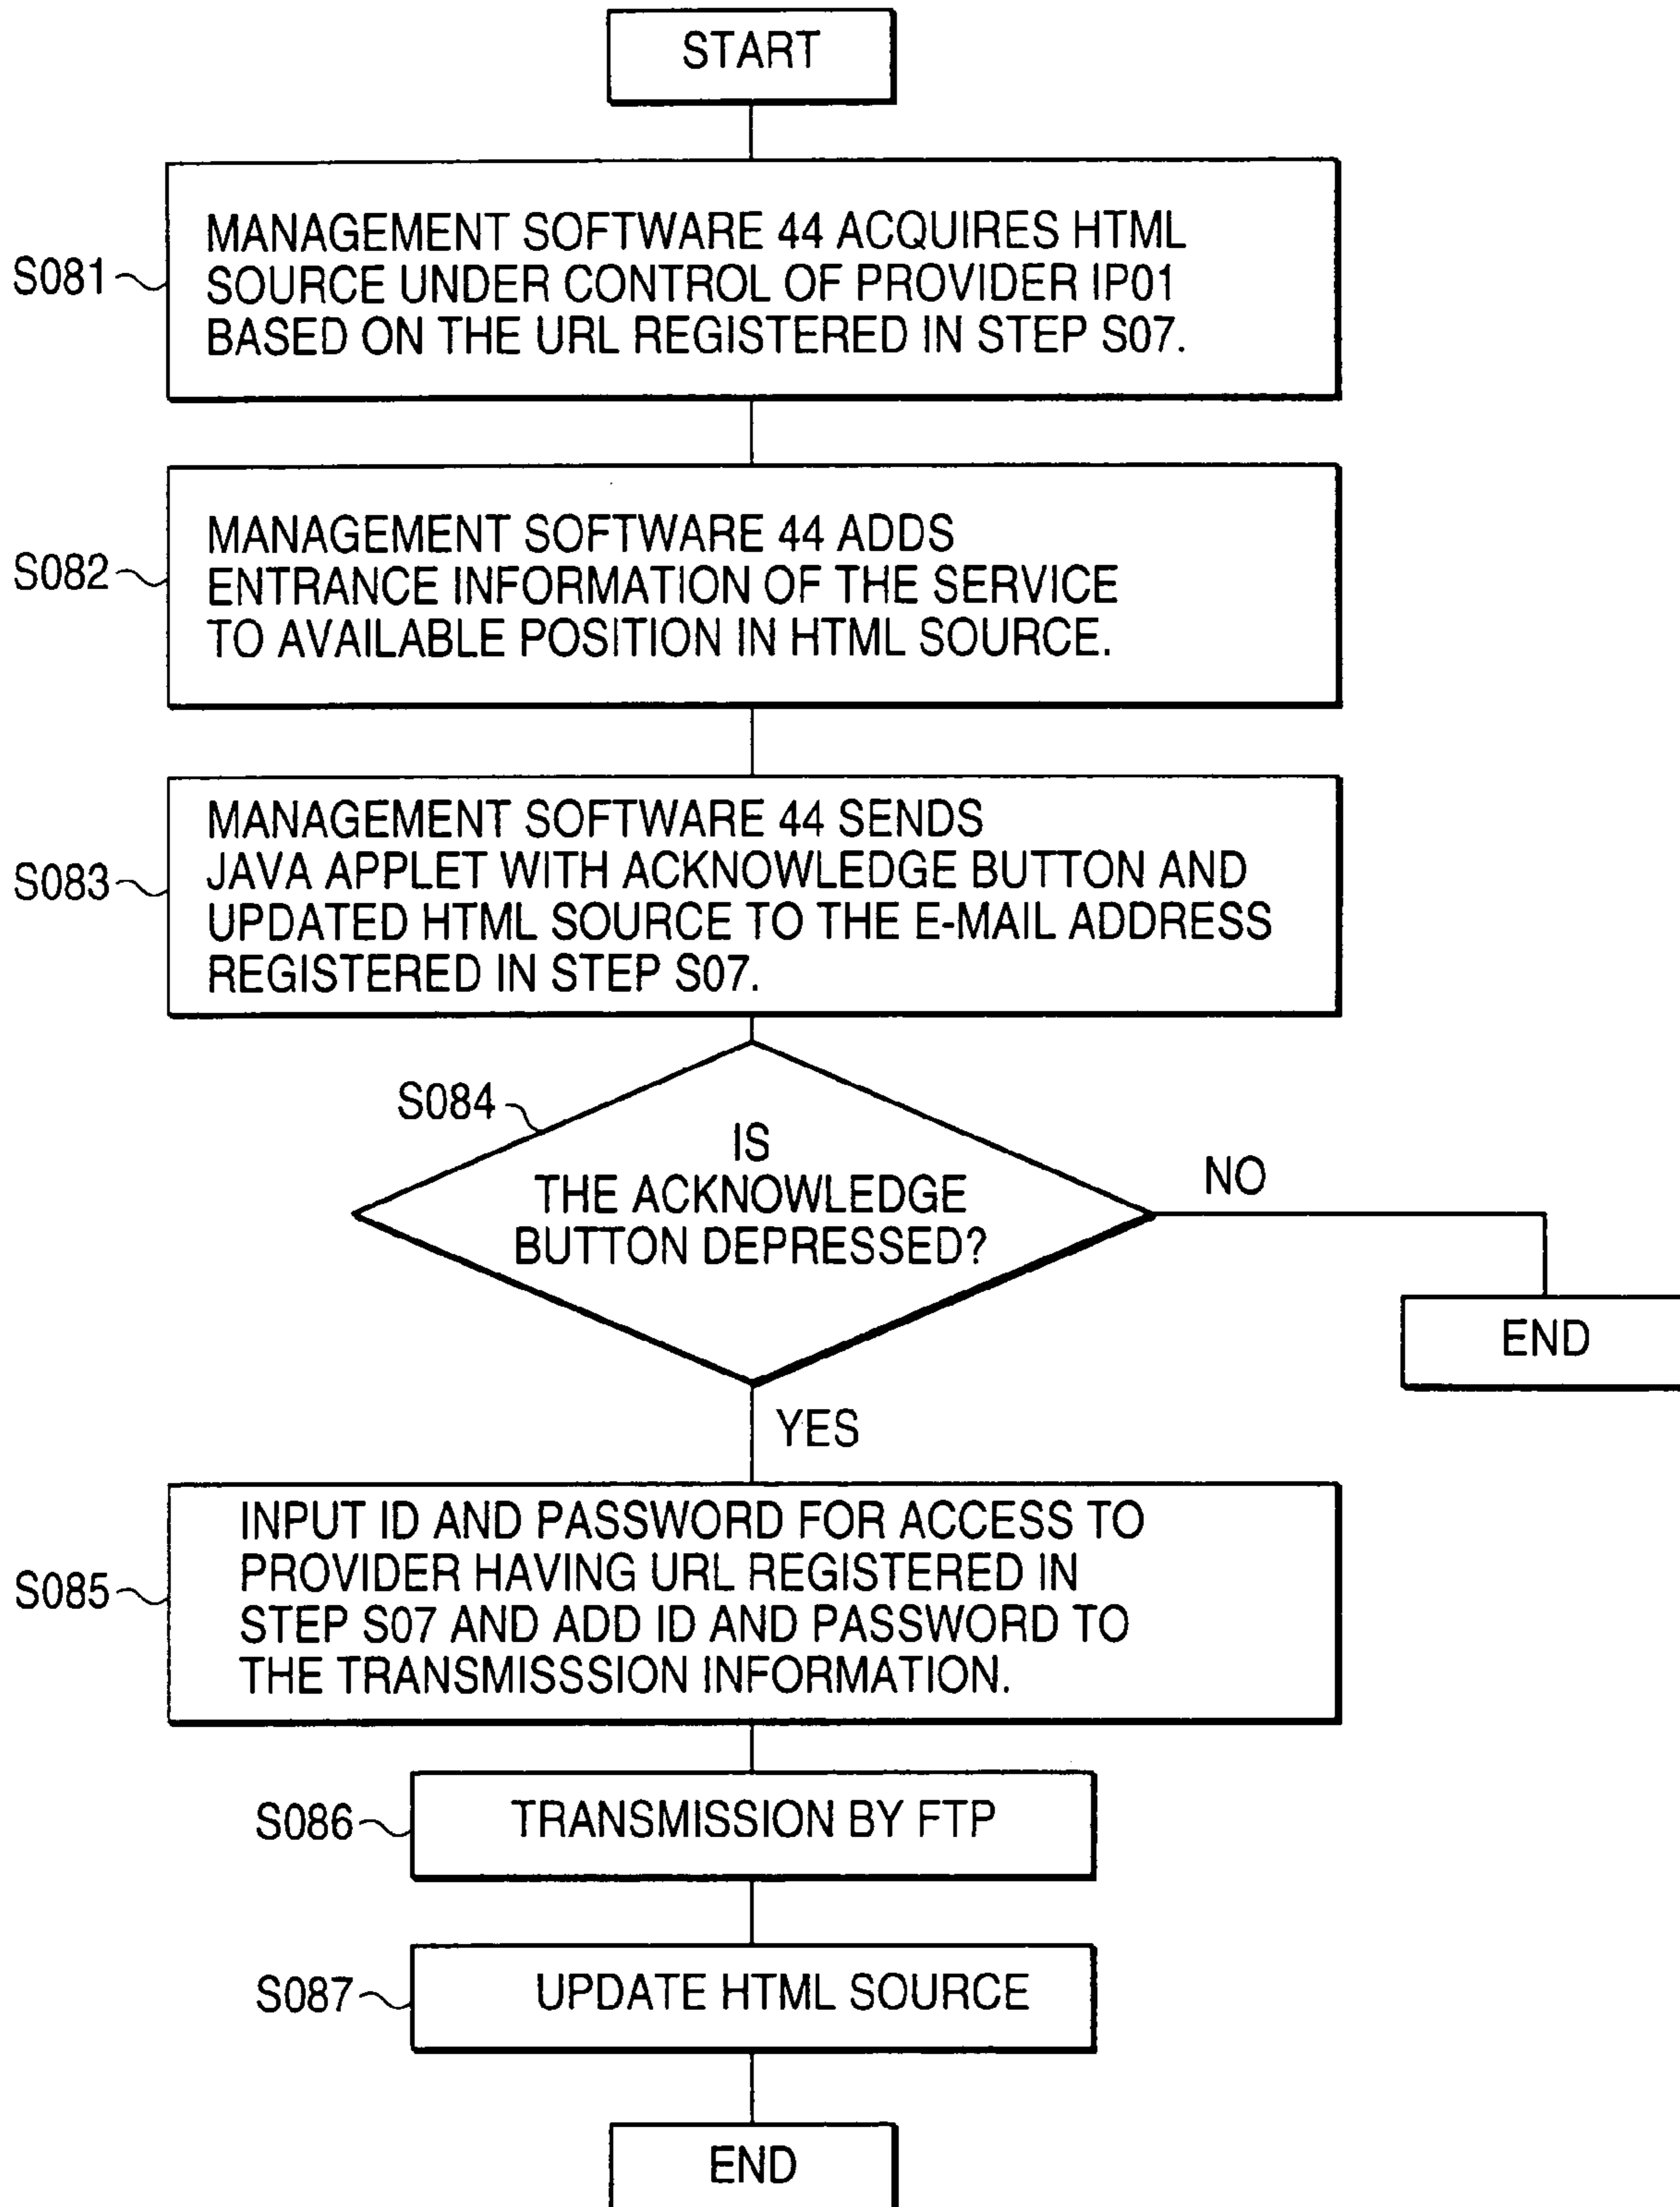 START
S081
MANAGEMENT SOFTWARE 44 ACQUIRES HTML
SOURCE UNDER CONTROL OF PROVIDER IP01
BASED ON THE URL REGISTERED IN STEP S07.
S082
MANAGEMENT SOFTWARE 44 ADDS
ENTRANCE INFORMATION OF THE SERVICE
TO AVAILABLE POSITION IN HTML SOURCE.
S083
MANAGEMENT SOFTWARE 44 SENDS
JAVA APPLET WITH ACKNOWLEDGE BUTTON AND
UPDATED HTML SOURCE TO THE E-MAIL ADDRESS
REGISTERED IN STEP S07.
S084
IS
THE ACKNOWLEDGE
BUTTON DEPRESSED?
NO
END
YES
S085
INPUT ID AND PASSWORD FOR ACCESS TO
PROVIDER HAVING URL REGISTERED IN
STEP S07 AND ADD ID AND PASSWORD TO
THE TRANSMISSSION INFORMATION.
S086
TRANSMISSION BY FTP
S087
UPDATE HTML SOURCE
END